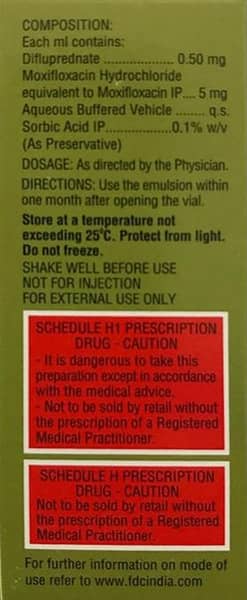 COMPOSITION:
Each ml contains:
Difluprednate .................... 0.50 mg
Moxifloxacin Hydrochloride
equivalent to Moxifloxacin IP.... 5 mg
Aqueous Buffered Vehicle ........ q.s.
Sorbic Acid IP...................0.1% w/v
(As Preservative)
DOSAGE: As directed by the Physician.
DIRECTIONS: Use the emulsion within
one month after opening the vial.
Store at a temperature not
exceeding 25°C. Protect from light.
Do not freeze.
SHAKE WELL BEFORE USE
NOT FOR INJECTION
FOR EXTERNAL USE ONLY
SCHEDULE H1 PRESCRIPTION
DRUG - CAUTION
- It is dangerous to take this
preparation except in accordance
with the medical advice.
- Not to be sold by retail without
the prescription of a Registered
Medical Practitioner.
SCHEDULE H PRESCRIPTION
DRUG - CAUTION
Not to be sold by retail without
the prescription of a Registered
Medical Practitioner.
For further information on mode of
use refer to www.fdcindia.com